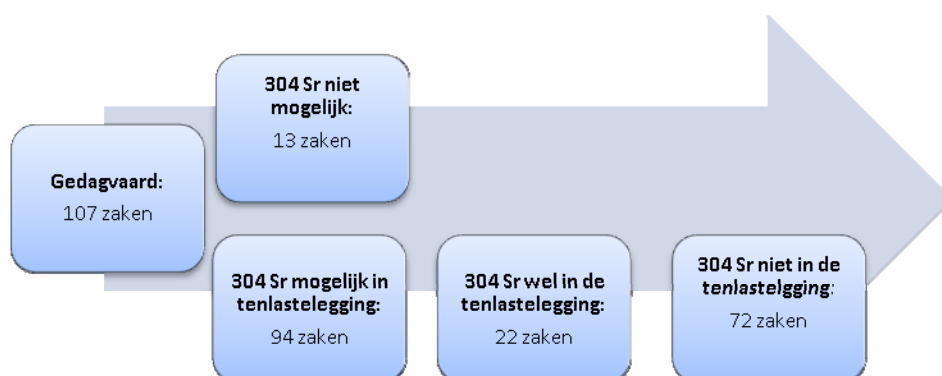 304 Sr niet
mogelijk:
13 zaken
Gedagvaard:
107 zaken
304 Sr mogelijk in
tenlastelegging:
94 zaken
304 Sr wel in de
tenlastelegging:
22 zaken
304 Sr niet in de
tenlastelgging:
72 zaken